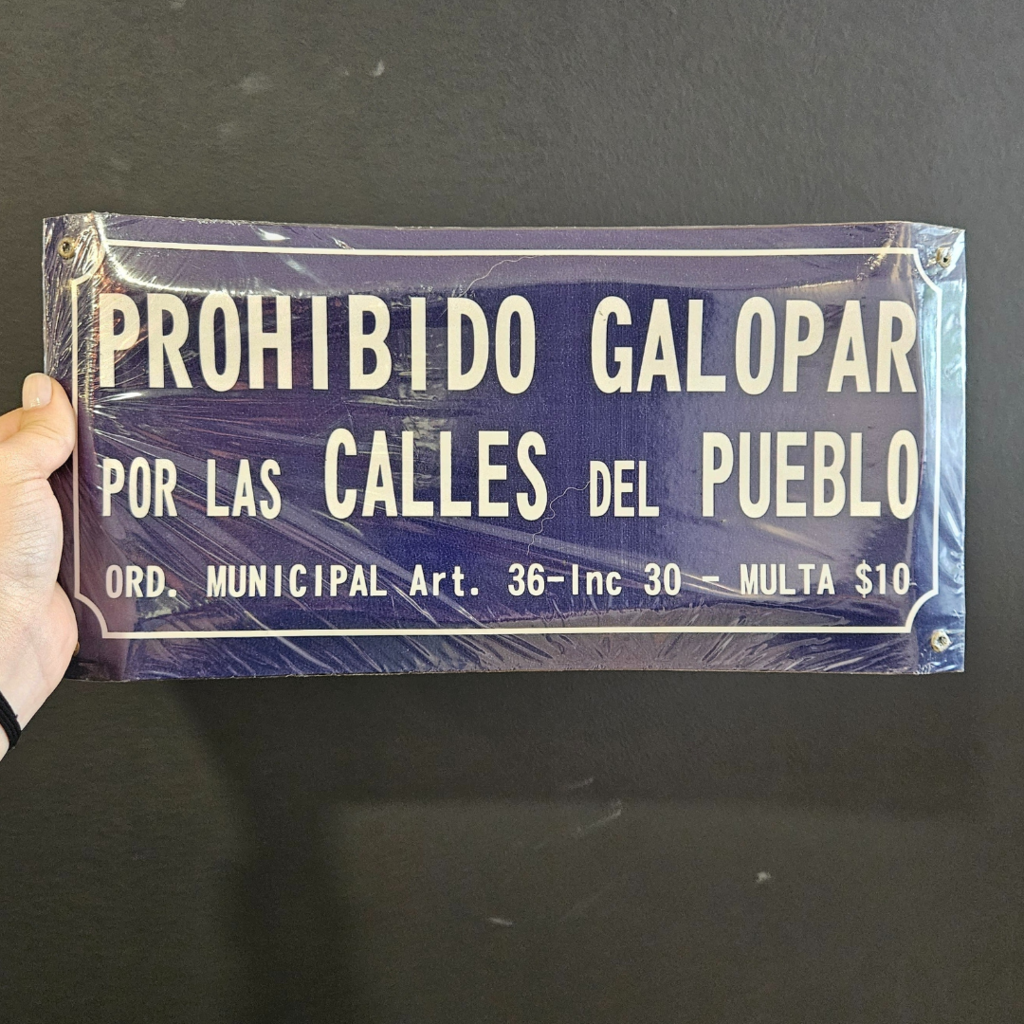 PROHIBIDO GALOPAR
POR LAS CALLES DEL PUEBLO
ORD. MUNICIPAL Art. 36-Inc 30 - MULTA $10